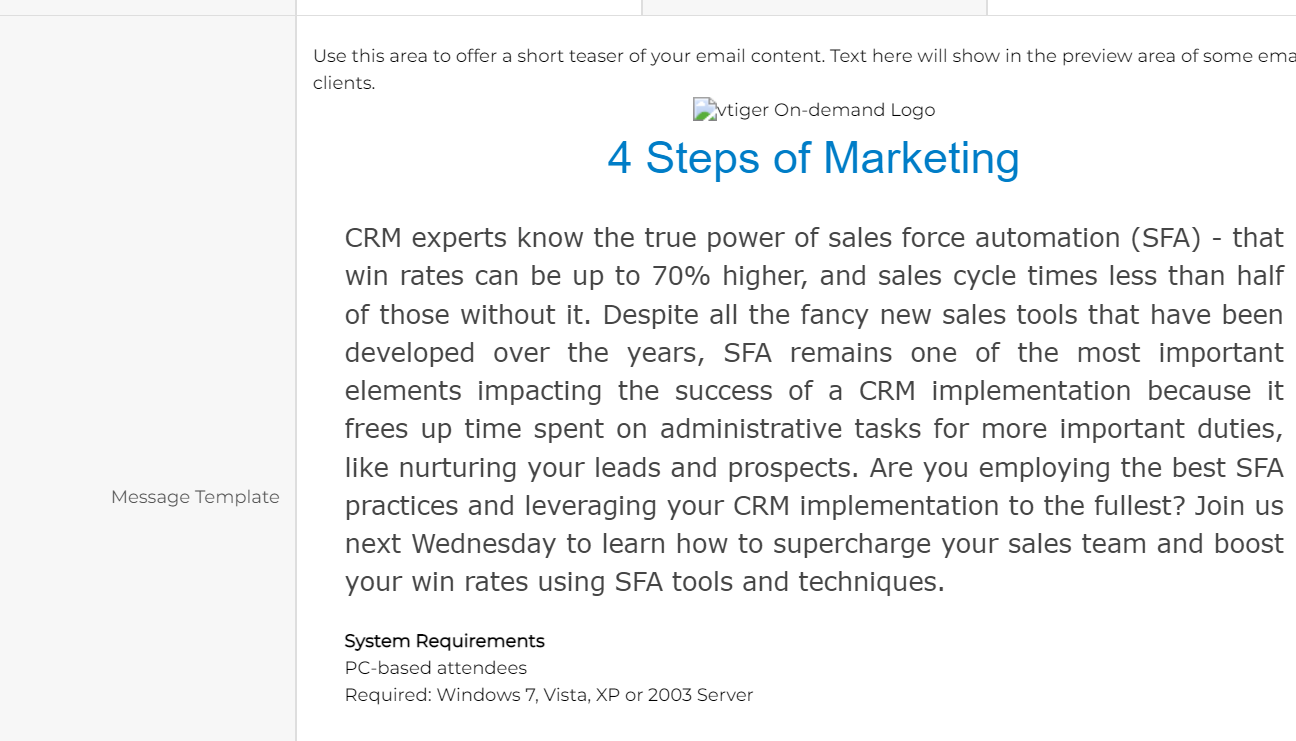 Use this area to offer a short teaser of your email content. Text here will show in the preview area of some ema
clients.
vtiger On-demand Logo
4 Steps of Marketing
CRM experts know the true power of sales force automation (SFA) - that
win rates can be up to 70% higher, and sales cycle times less than half
of those without it. Despite all the fancy new sales tools that have been
developed over the years, SFA remains one of the most important
elements impacting the success of a CRM implementation because it
frees up time spent on administrative tasks for more important duties,
like nurturing your leads and prospects. Are you employing the best SFA
practices and leveraging your CRM implementation to the fullest? Join us
Message Template
next Wednesday to learn how to supercharge your sales team and boost
your win rates using SFA tools and techniques.
System Requirements
PC-based attendees
Required: Windows 7, Vista, XP or 2003 Server